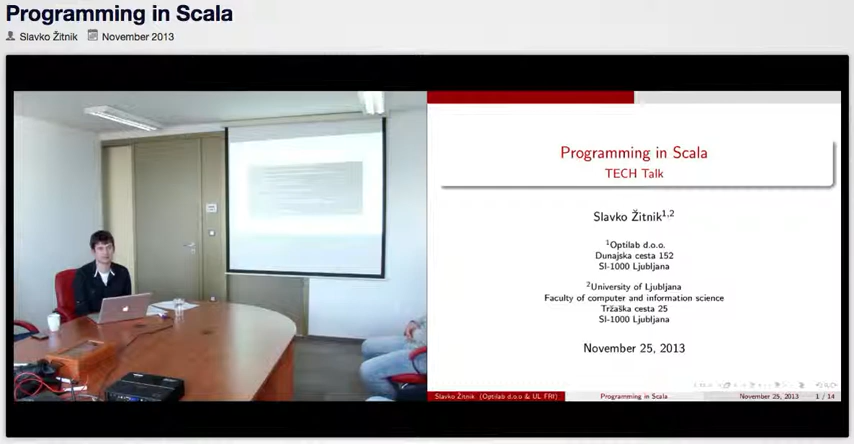 Programming in Scala
Slavko Žitnik November 2013
Programming in Scala
TECH Talk
Slavko Žitnik1,2
1Optilab d.o.o.
Dunajska cesta 152
SI-1000 Ljubljana
2University of Ljubljana
Faculty of computer and information science
Tržaška cesta 25
SI-1000 Ljubljana
November 25, 2013
Slavko Žitnik (Optilab d.o.o & UL FRI) Programming in Scala November 25, 2013 1 / 14